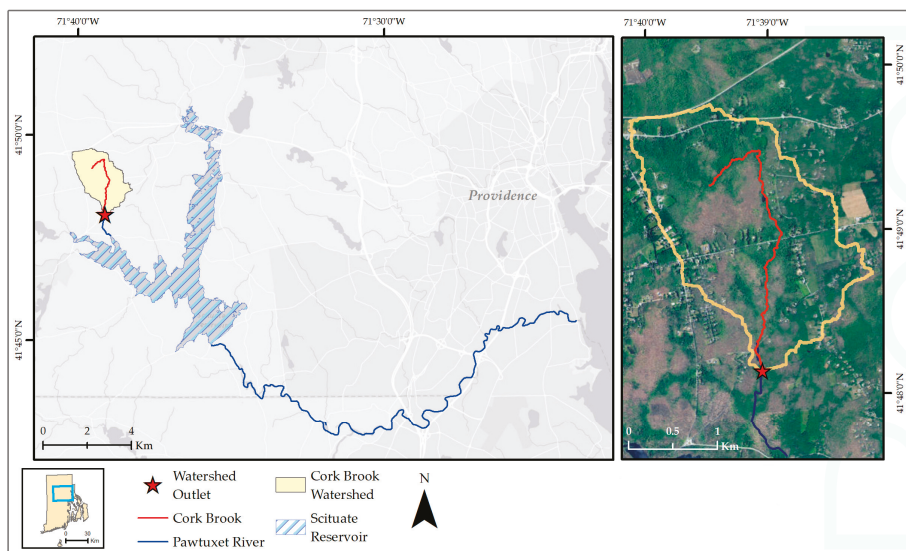 71°40'0"W
71°30'0"W
41°50'0"N
41°45'0"N
Providence
0 2 4
Km
71°40'0"W
71°39'0"W
41°50'0"N
41°49'0"N
41°48'0"N
0 0.5 1
Km
0 30
Watershed
Outlet
Cork Brook
Pawtuxet River
Cork Brook
Watershed
Scituate
Reservoir
N